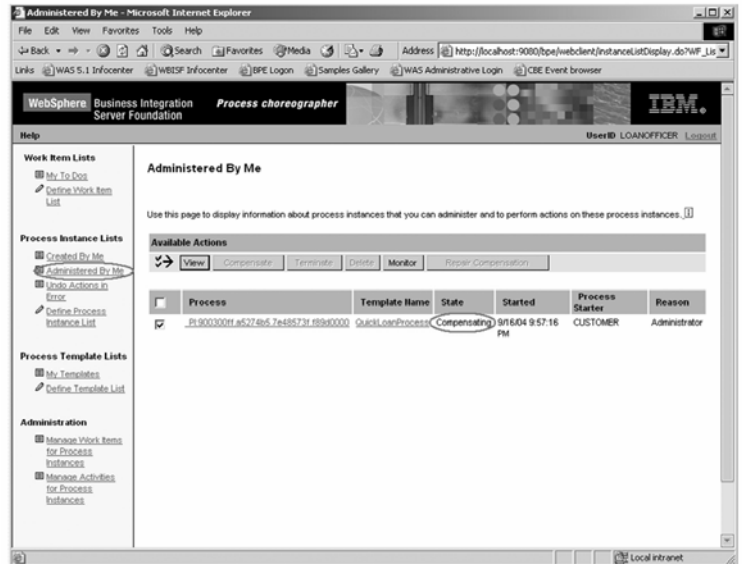 Administered By Me - Microsoft Internet Explorer
File Edit View Favorites Tools Help
Back Search Favorites Media Address http://localhost:9080/bpe/webclient/instanceListDisplay.do?WF_Lis
Links WAS 5.1 Infocenter WBISF Infocenter BPE Logon Samples Gallery WAS Administrative Login CBE Event browser
WebSphere Business Integration Server Foundation
Process choreographer
IBM.
Help
UserID LOANOFFICER Logout
Work Item Lists
My To Dos
Define Work Item
List
Process Instance Lists
Created By Me
Administered By Me
Undo Actions in
Error
Define Process
Instance List
Process Template Lists
My Templates
Define Template List
Administration
Manage Work Items
for Process
Instances
Manage Activities
for Process
Instances
Administered By Me
Use this page to display information about process instances that you can administer and to perform actions on these process instances. i
Available Actions
View Compensate Terminate Delete Monitor Repair Compensation
Process Template Name State Started Process Starter Reason
_PI:900300ff.a5274b5.7e48573f.f89d0000 QuickLoanProcess Compensating 9/16/04 9:57:16 PM CUSTOMER Administrator
Local intranet